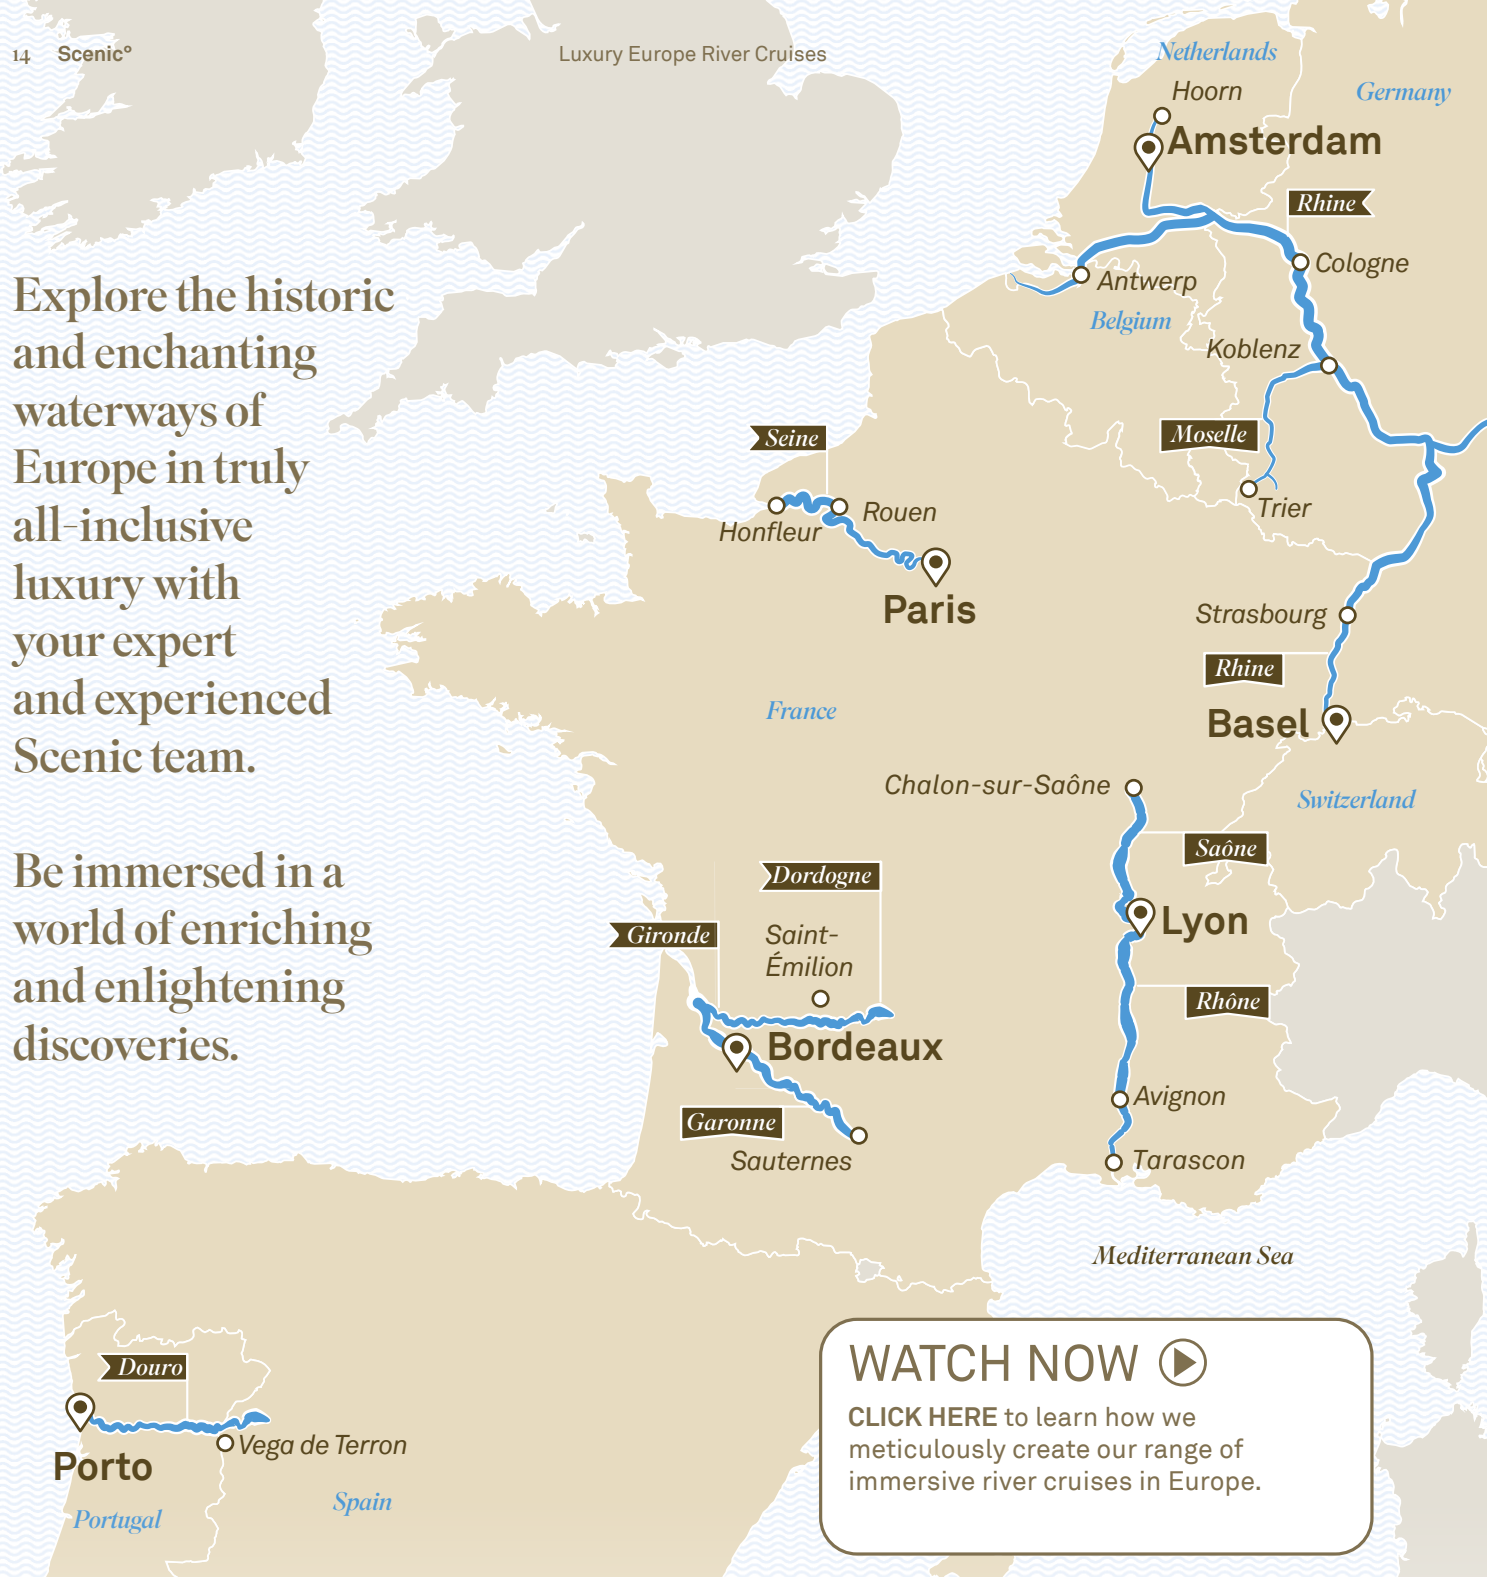 14 Scenic°
Luxury Europe River Cruises
Explore the historic
and enchanting
waterways of
Europe in truly
all-inclusive
luxury with
your expert
and experienced
Scenic team.
Be immersed in a
world of enriching
and enlightening
discoveries.
Netherlands
Hoorn
Germany
Amsterdam
Rhine
Cologne
Antwerp
Belgium
Koblenz
Moselle
Seine
Trier
Rouen
Honfleur
Paris
Strasbourg
Rhine
France
Basel
Chalon-sur-Saône
Switzerland
Saône
Dordogne
Lyon
Gironde
Saint-
Émilion
Rhône
Bordeaux
Avignon
Garonne
Sauternes
Tarascon
Mediterranean Sea
Douro
Vega de Terron
Porto
Spain
Portugal
WATCH NOW
CLICK HERE to learn how we
meticulously create our range of
immersive river cruises in Europe.